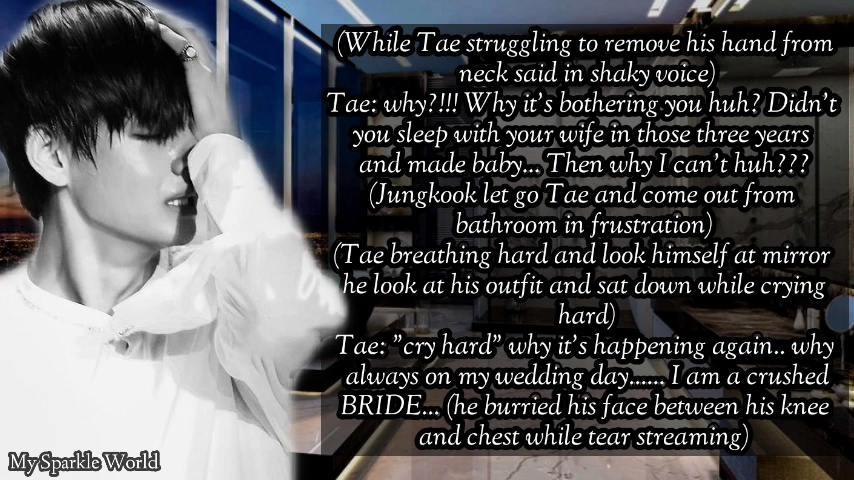 (While Tae struggling to remove his hand from
neck said in shaky voice)
Tae: why?!!! Why it's bothering you huh? Didn't
you sleep with your wife in those three years
and made baby... Then why I can't huh???
(Jungkook let go Tae and come out from
bathroom in frustration)
(Tae breathing hard and look himself at mirror
he look at his outfit and sat down while crying
hard)
Tae: "cry hard" why it's happening again.. why
always on my wedding day...... I am a crushed
BRIDE... (he burried his face between his knee
and chest while tear streaming)
My Sparkle World